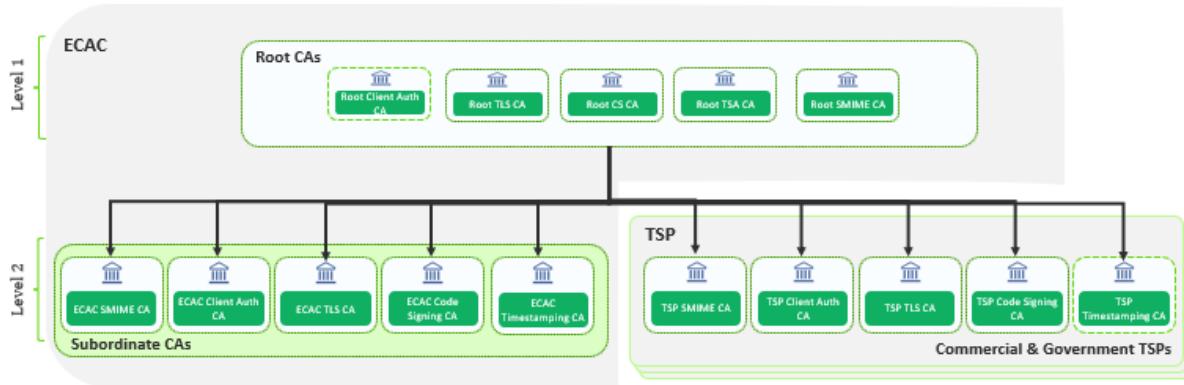 ECAC
Level 1
Root CAs
Root Client Auth
CA
Root TLS CA
Root CS CA
Root TSA CA
Root SMIME CA
Level 2
TSP
ECAC SMIME CA
ECAC Client Auth
CA
ECAC TLS CA
ECAC Code
Signing CA
ECAC
Timestamping CA
TSP SMIME CA
TSP Client Auth
CA
TSP TLS CA
TSP Code Signing
CA
TSP
Timestamping CA
Subordinate CAs
Commercial & Government TSPs